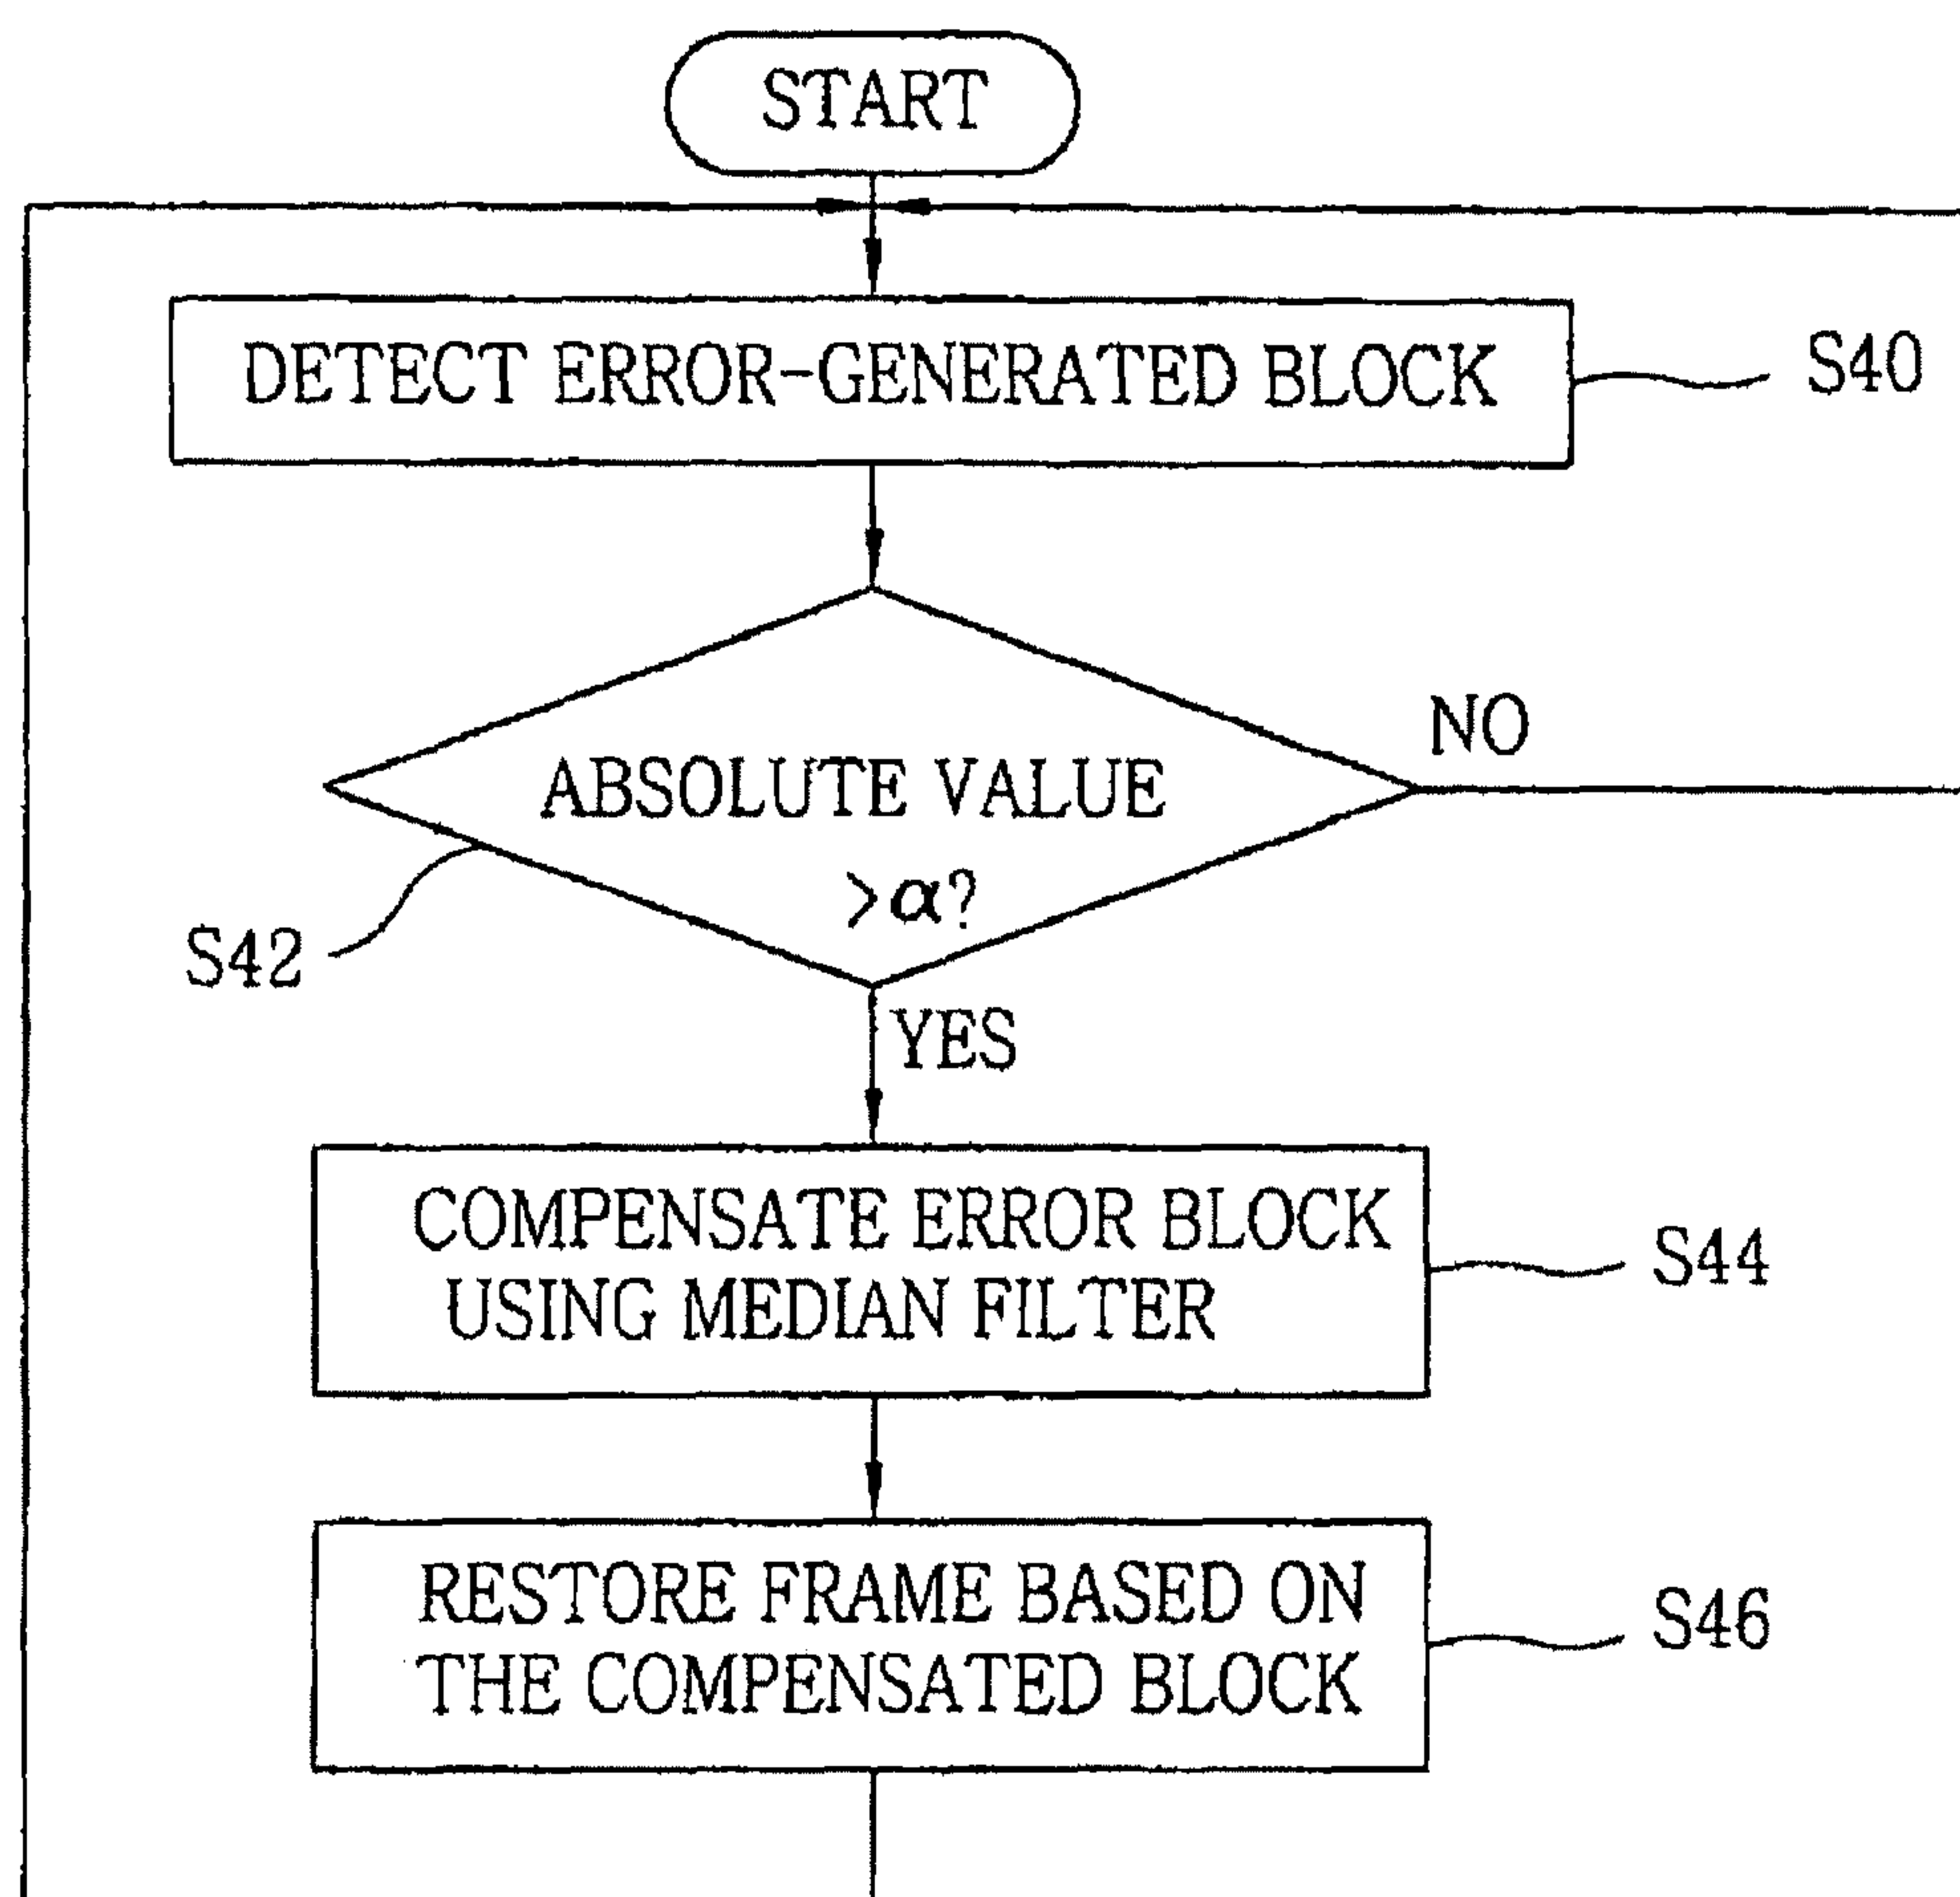 START
DETECT ERROR-GENERATED BLOCK
S40
NO
ABSOLUTE VALUE
>α?
S42
YES
COMPENSATE ERROR BLOCK
USING MEDIAN FILTER
S44
RESTORE FRAME BASED ON
THE COMPENSATED BLOCK
S46